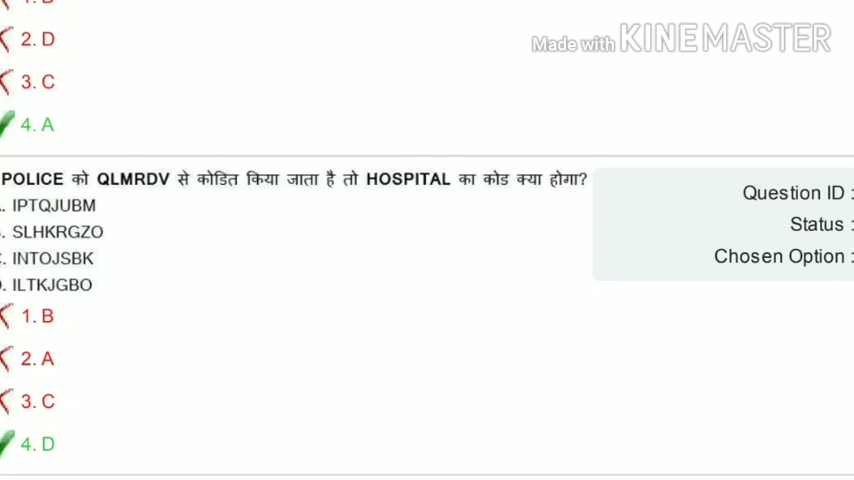 2. D
Made with KINEMASTER
3. C
4. A
POLICE को QLMRDV से कोडित किया जाता है तो HOSPITAL का कोड क्या होगा?
Question ID :
. IPTQJUBM
Status :
. SLHKRGZO
Chosen Option :
. INTOJSBK
. ILTKJGBO
1. B
2. A
3. C
4. D